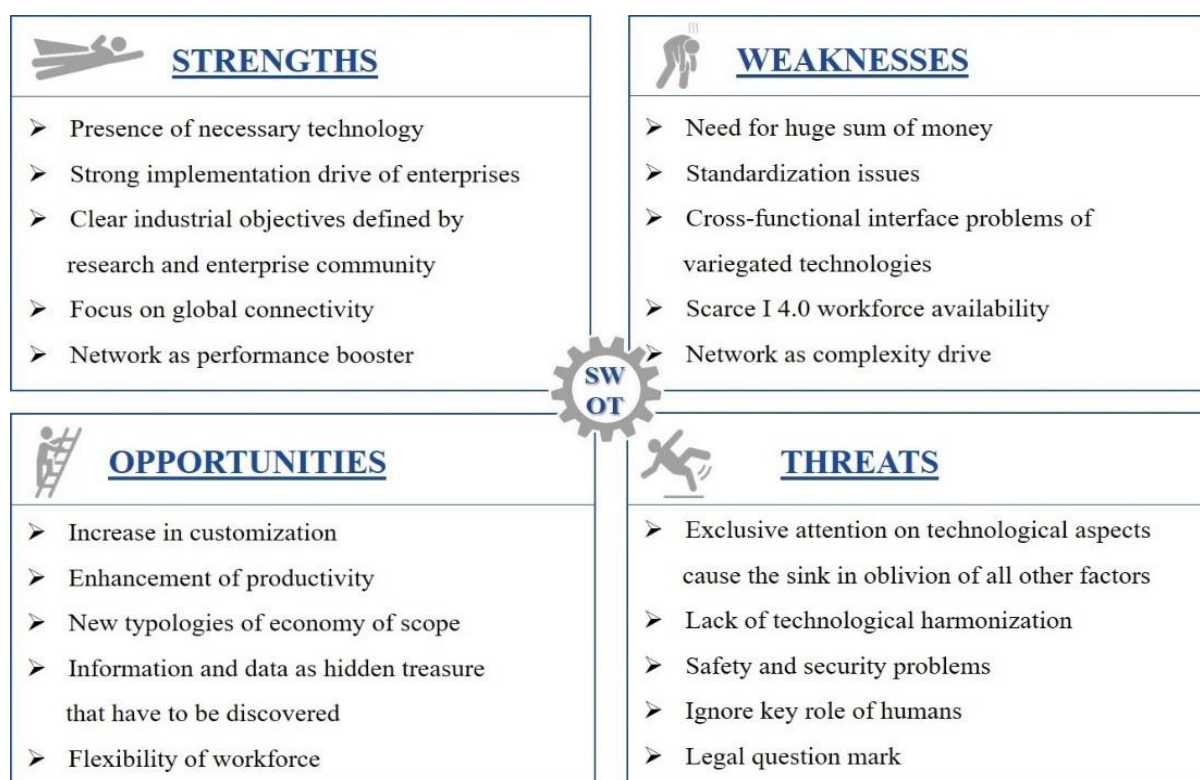 STRENGTHS
➢ Presence of necessary technology
➢ Strong implementation drive of enterprises
➢ Clear industrial objectives defined by
research and enterprise community
➢ Focus on global connectivity
➢ Network as performance booster
WEAKNESSES
➢ Need for huge sum of money
➢ Standardization issues
➢ Cross-functional interface problems of
variegated technologies
➢ Scarce I 4.0 workforce availability
➢ Network as complexity drive
SW
OT
OPPORTUNITIES
➢ Increase in customization
➢ Enhancement of productivity
➢ New typologies of economy of scope
➢ Information and data as hidden treasure
that have to be discovered
➢ Flexibility of workforce
THREATS
➢ Exclusive attention on technological aspects
cause the sink in oblivion of all other factors
➢ Lack of technological harmonization
➢ Safety and security problems
➢ Ignore key role of humans
➢ Legal question mark